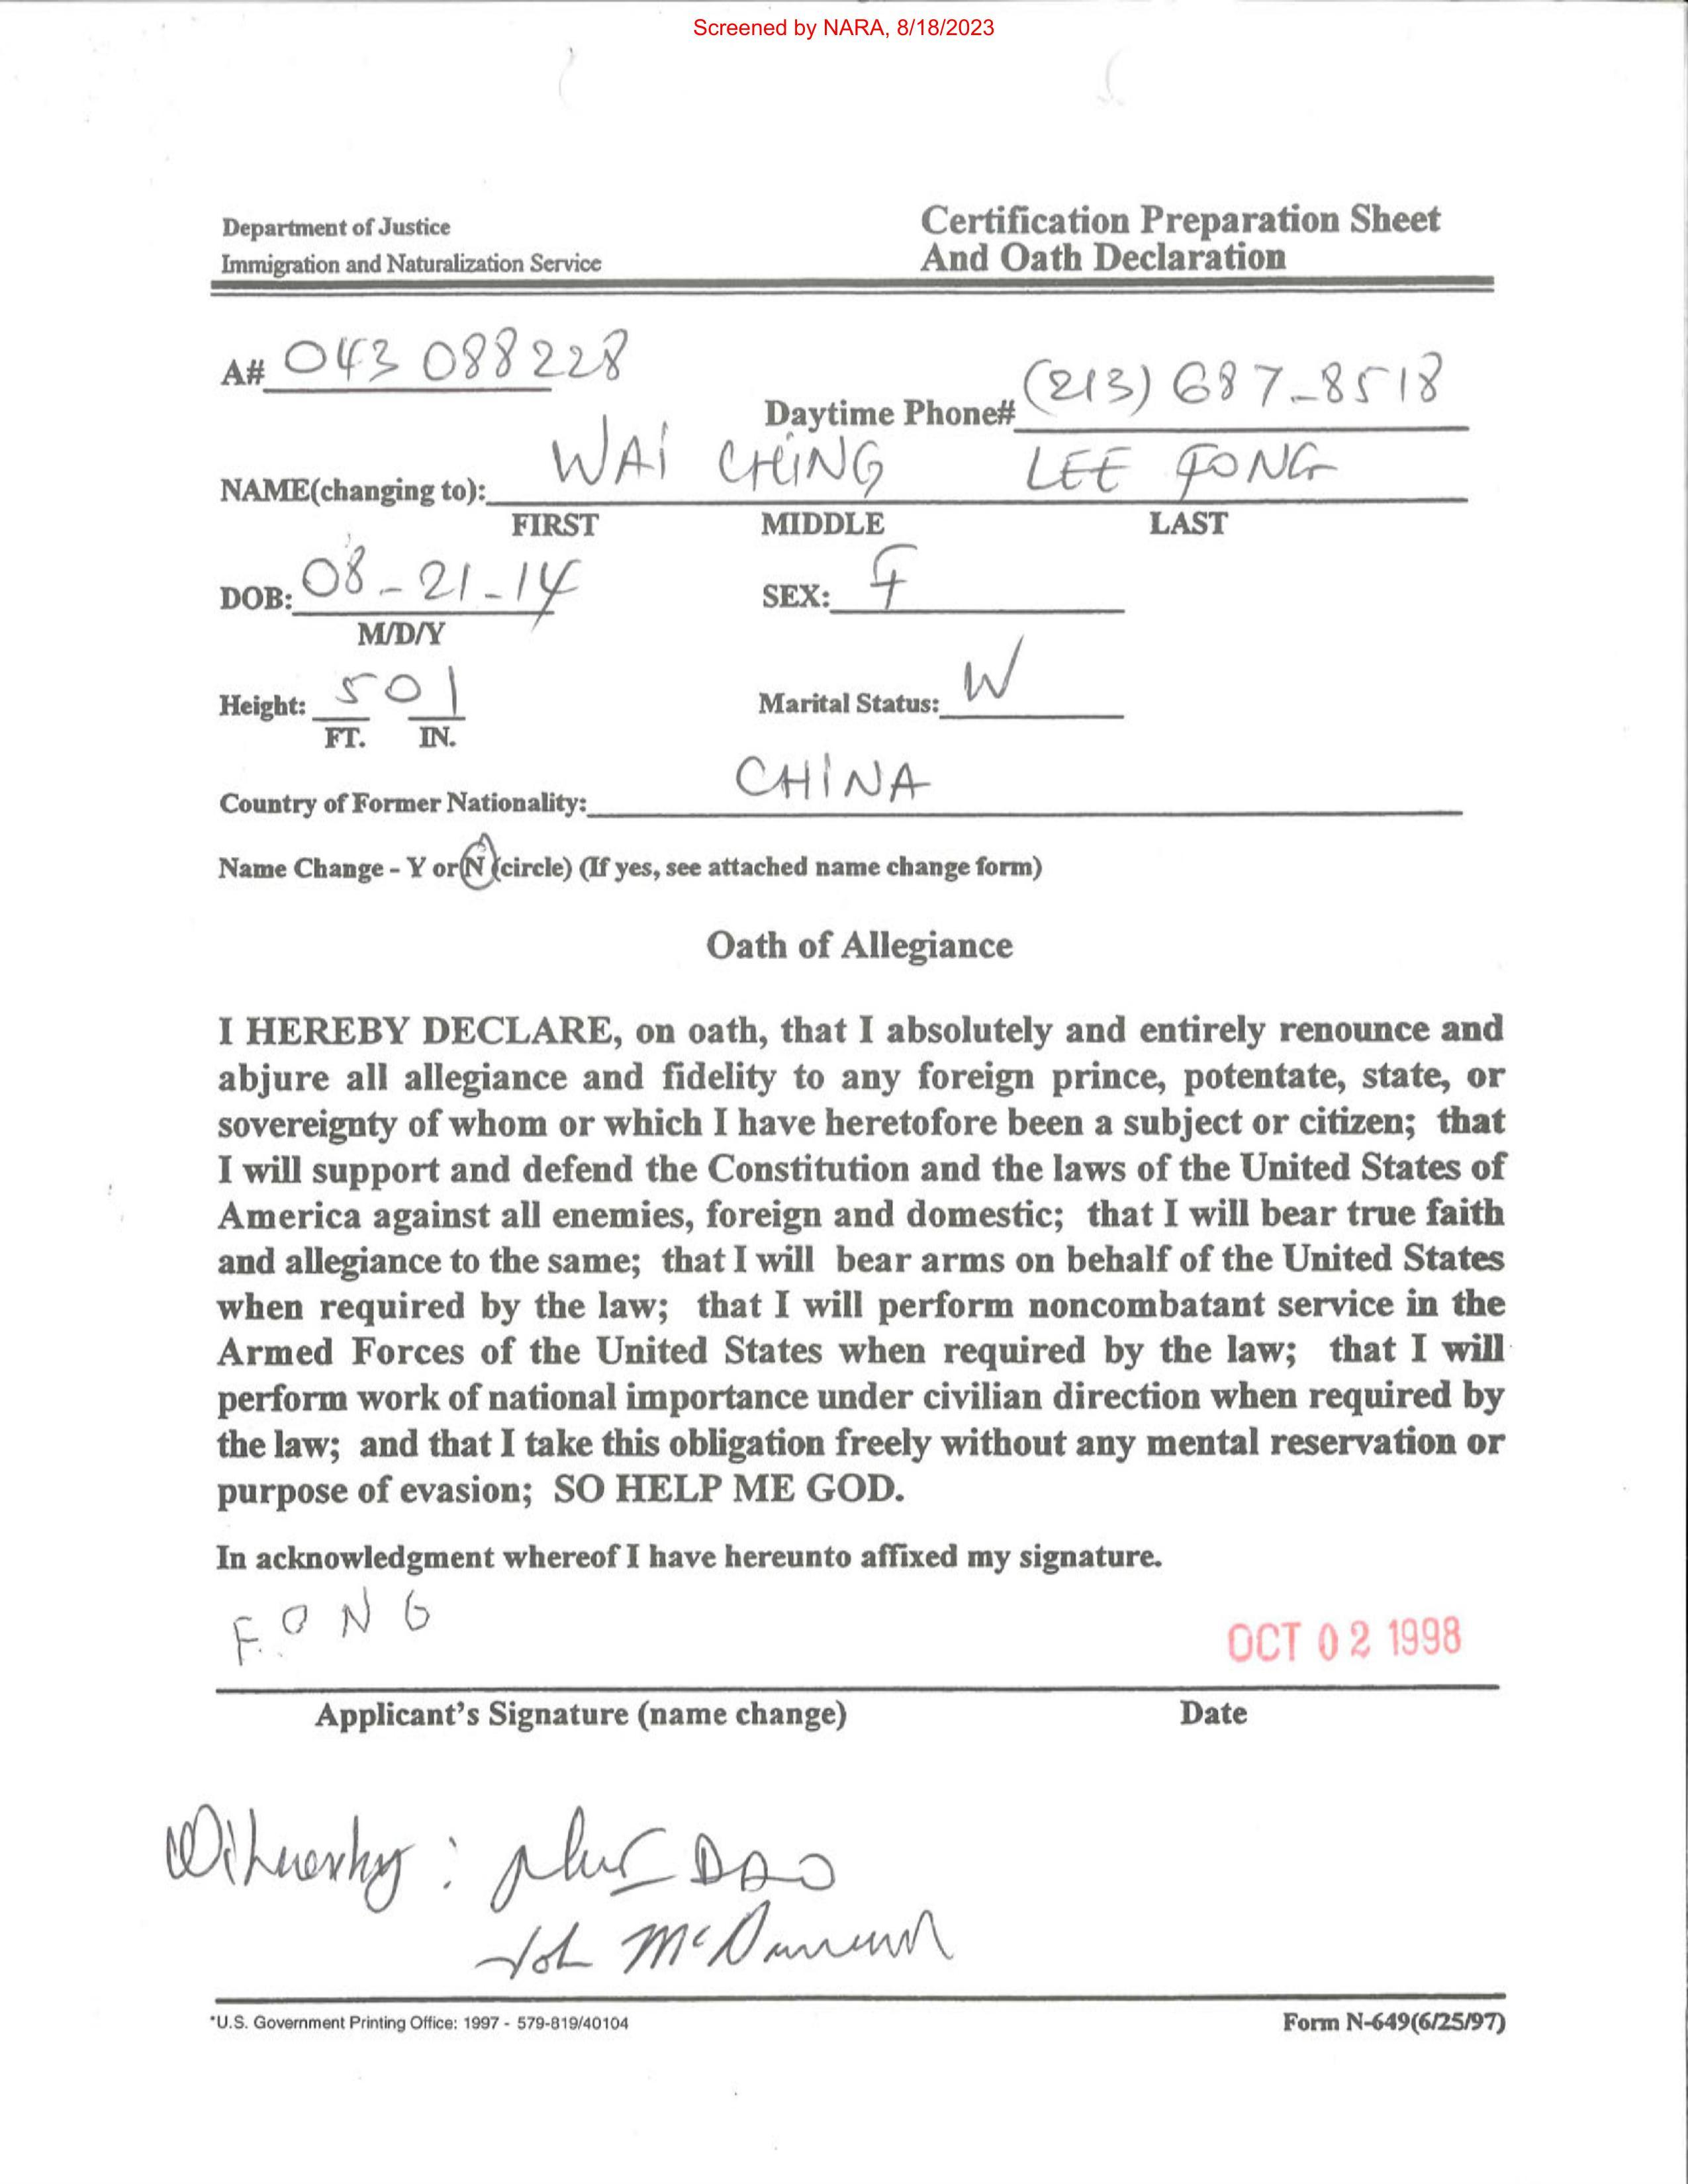 Screened by NARA, 8/18/2023
Department of Justice
Immigration and Naturalization Service
Certification Preparation Sheet
And Oath Declaration
A# 043 088228
Daytime Phone# (213) 687-8518
NAME(changing to): WAI CHING LEE FONG
FIRST MIDDLE LAST
DOB: 08-21-14 SEX: F
M/D/Y
Height: 5 01 Marital Status: W
FT. IN.
Country of Former Nationality: CHINA
Name Change - Y or N (circle) (If yes, see attached name change form)
Oath of Allegiance
I HEREBY DECLARE, on oath, that I absolutely and entirely renounce and
abjure all allegiance and fidelity to any foreign prince, potentate, state, or
sovereignty of whom or which I have heretofore been a subject or citizen; that
I will support and defend the Constitution and the laws of the United States of
America against all enemies, foreign and domestic; that I will bear true faith
and allegiance to the same; that I will bear arms on behalf of the United States
when required by the law; that I will perform noncombatant service in the
Armed Forces of the United States when required by the law; that I will
perform work of national importance under civilian direction when required by
the law; and that I take this obligation freely without any mental reservation or
purpose of evasion; SO HELP ME GOD.
In acknowledgment whereof I have hereunto affixed my signature.
FONG
OCT 02 1998
Applicant's Signature (name change) Date
: DAO
*U.S. Government Printing Office: 1997 - 579-819/40104
Form N-649(6/25/97)